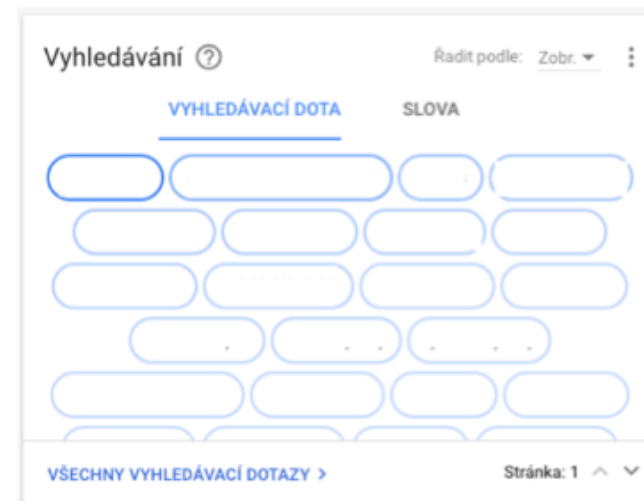 Vyhledávání Řadit podle: Zobr.
VYHLEDÁVACÍ DOTA SLOVA
VŠECHNY VYHLEDÁVACÍ DOTAZY > Stránka: 1